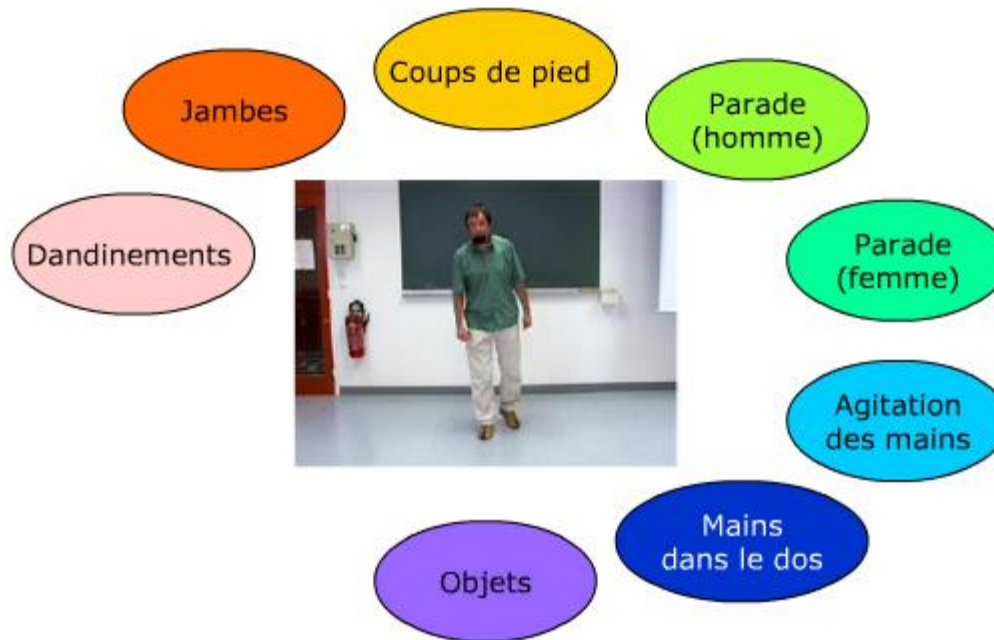 Coups de pied
Jambes
Parade
(homme)
Dandinements
Parade
(femme)
Agitation
des mains
Mains
dans le dos
Objets